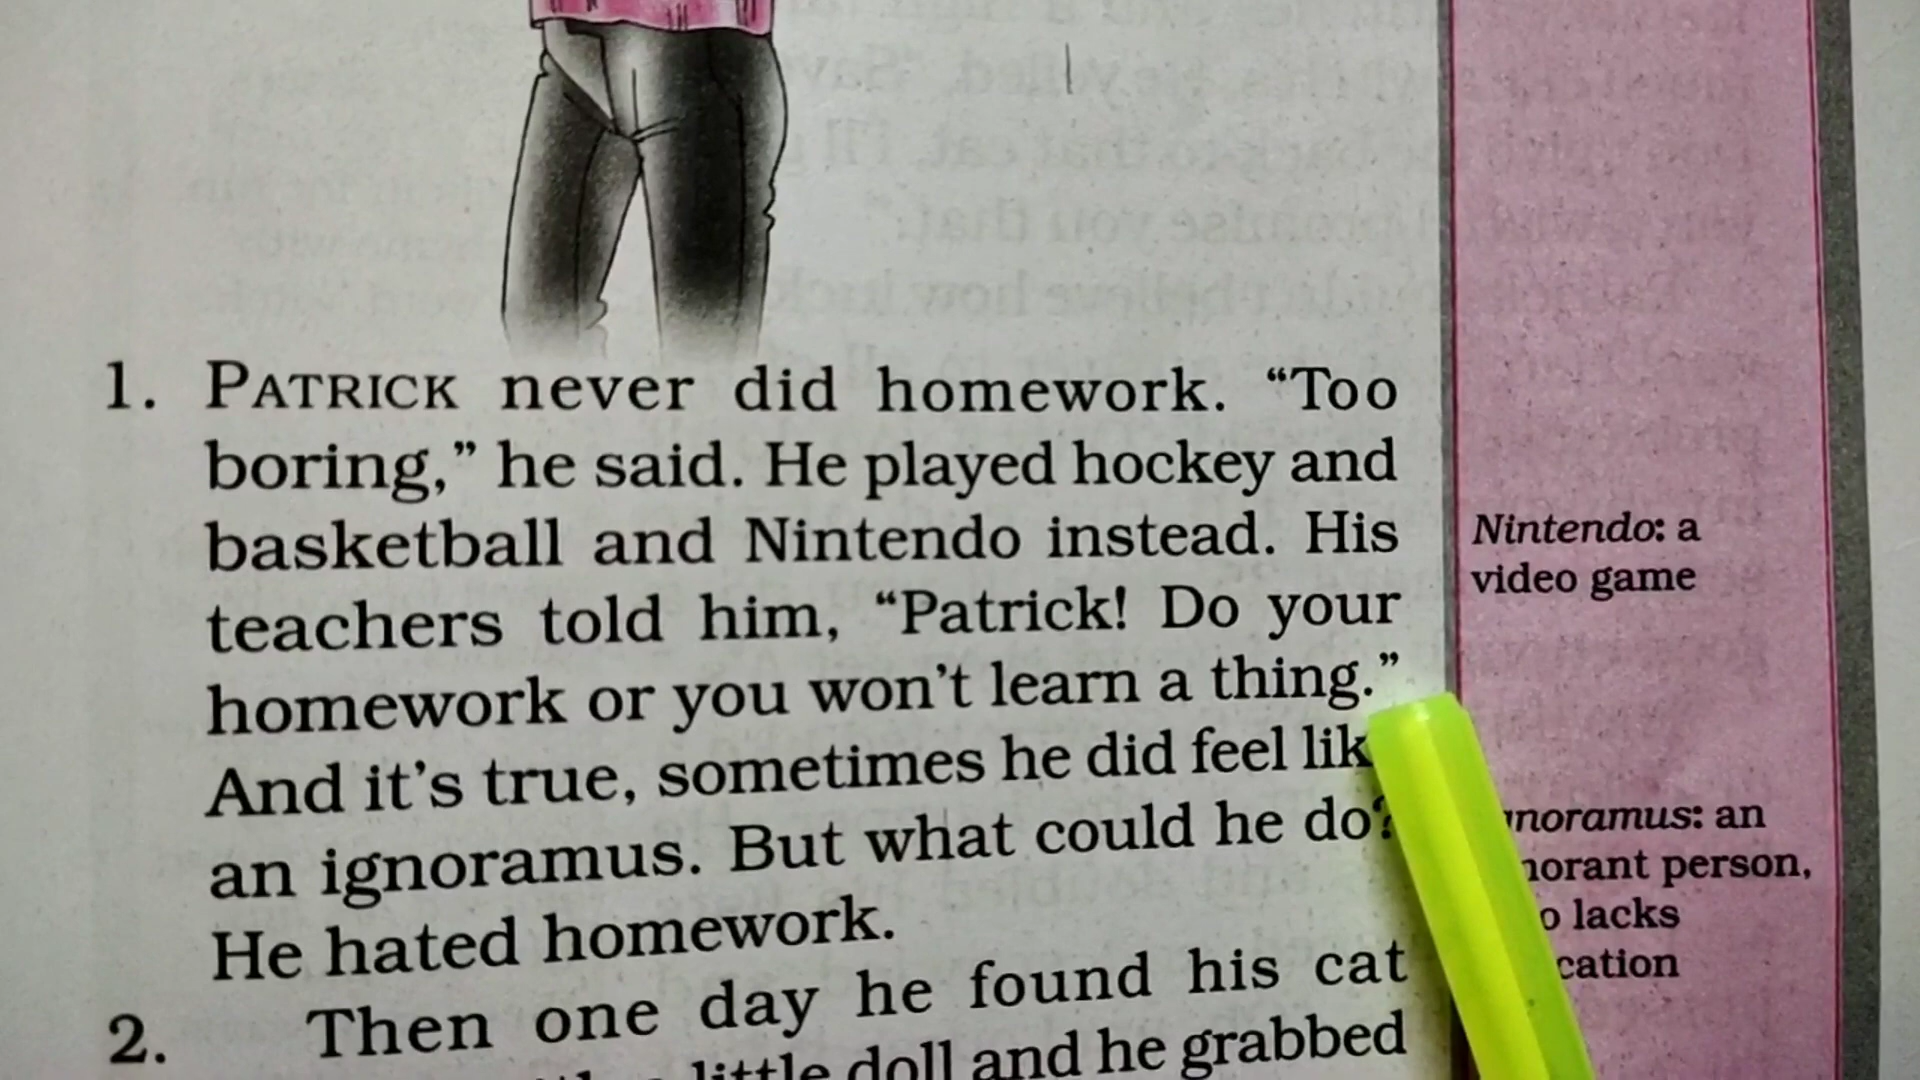 1. PATRICK never did homework. “Too
boring,” he said. He played hockey and
basketball and Nintendo instead. His
teachers told him, “Patrick! Do your
homework or you won’t learn a thing.”
And it’s true, sometimes he did feel lik
an ignoramus. But what could he do?
He hated homework.
2. Then one day he found his cat
little doll and he grabbed
Nintendo: a
video game
noramus: an
norant person,
o lacks
cation